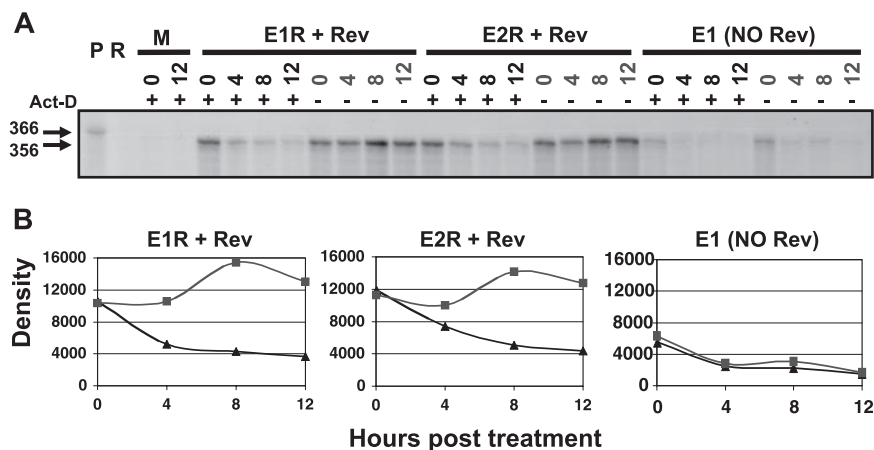 A
P R M E1R + Rev E2R + Rev E1 (NO Rev)
0 12 0 4 8 12 0 4 8 12 0 4 8 12 0 4 8 12 0 4 8 12 0 4 8 12
Act-D + + + + + + - - - - + + + + - - - - + + + + - - - -
366
356
B
E1R + Rev E2R + Rev E1 (NO Rev)
16000 16000 16000
12000 12000 12000
8000 8000 8000
4000 4000 4000
0 0 0
0 4 8 12 0 4 8 12 0 4 8 12
Density
Hours post treatment